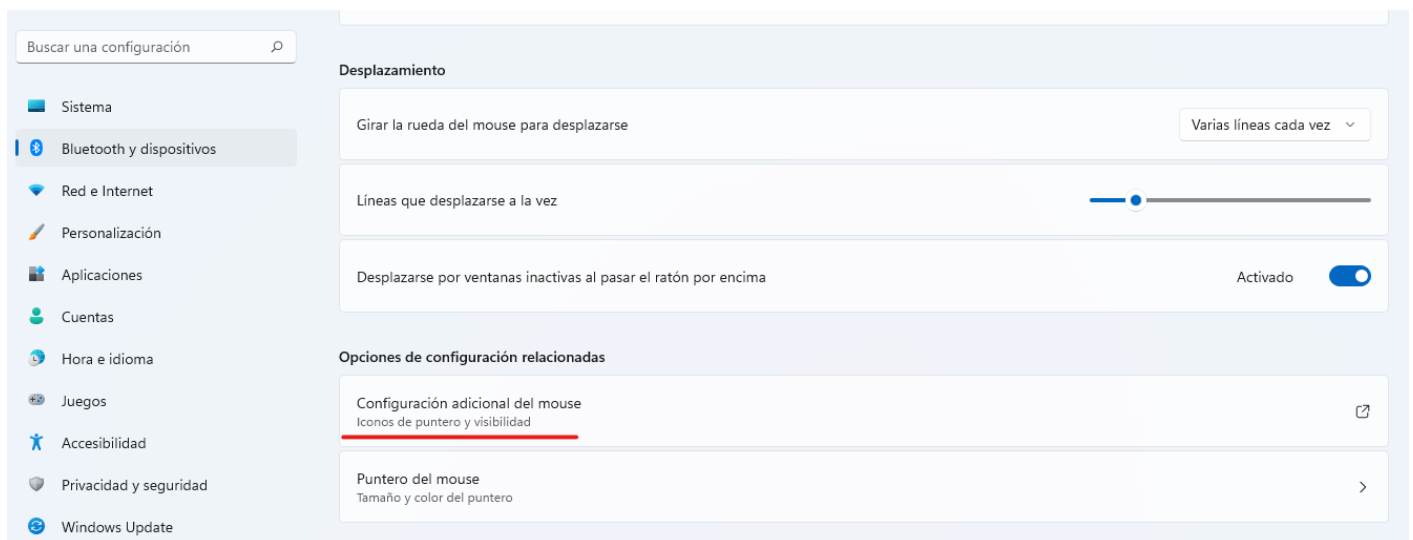 Buscar una configuración
Sistema
Bluetooth y dispositivos
Red e Internet
Personalización
Aplicaciones
Cuentas
Hora e idioma
Juegos
Accesibilidad
Privacidad y seguridad
Windows Update
Desplazamiento
Girar la rueda del mouse para desplazarse
Varias líneas cada vez
Líneas que desplazarse a la vez
Desplazarse por ventanas inactivas al pasar el ratón por encima
Activado
Opciones de configuración relacionadas
Configuración adicional del mouse
Iconos de puntero y visibilidad
Puntero del mouse
Tamaño y color del puntero